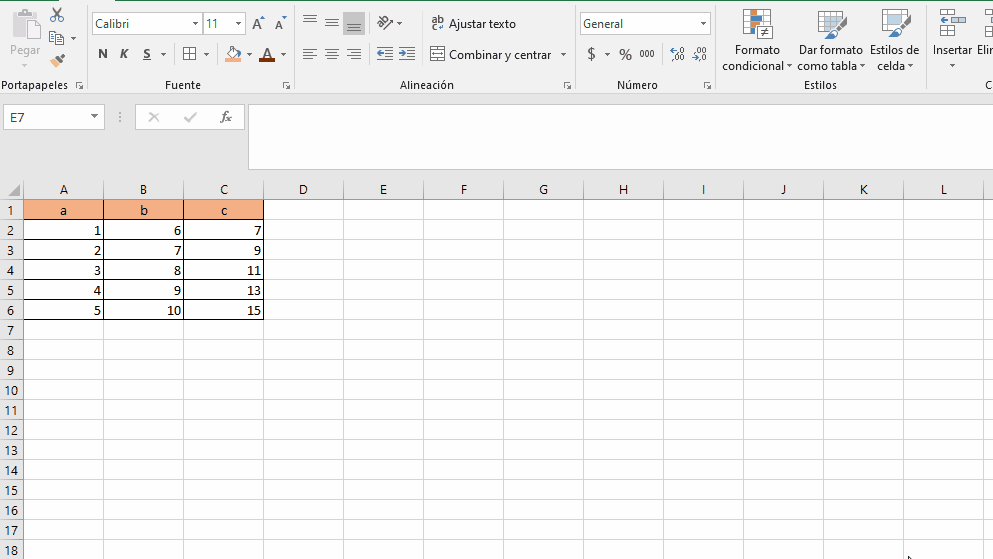 Pegar
Portapapeles
Calibri 11 A A
N K S A
Fuente
ab c Ajustar texto
Combinar y centrar
Alineación
General
$ % 000 ,00 ,0
Número
Formato condicional
Dar formato como tabla
Estilos de celda
Estilos
Insertar Eli
C
E7 fx
A B C D E F G H I J K L
1 a b c
2 1 6 7
3 2 7 9
4 3 8 11
5 4 9 13
6 5 10 15
7
8
9
10
11
12
13
14
15
16
17
18